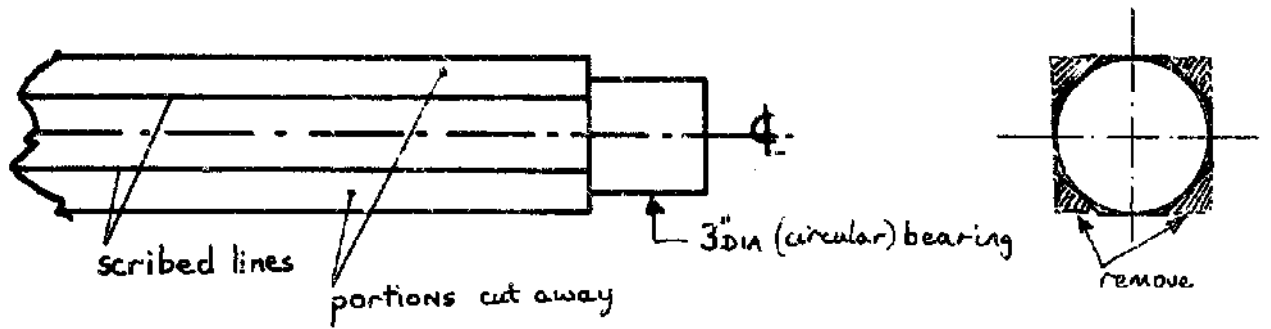 3" DIA (circular) bearing
scribed lines
portions cut away
remove